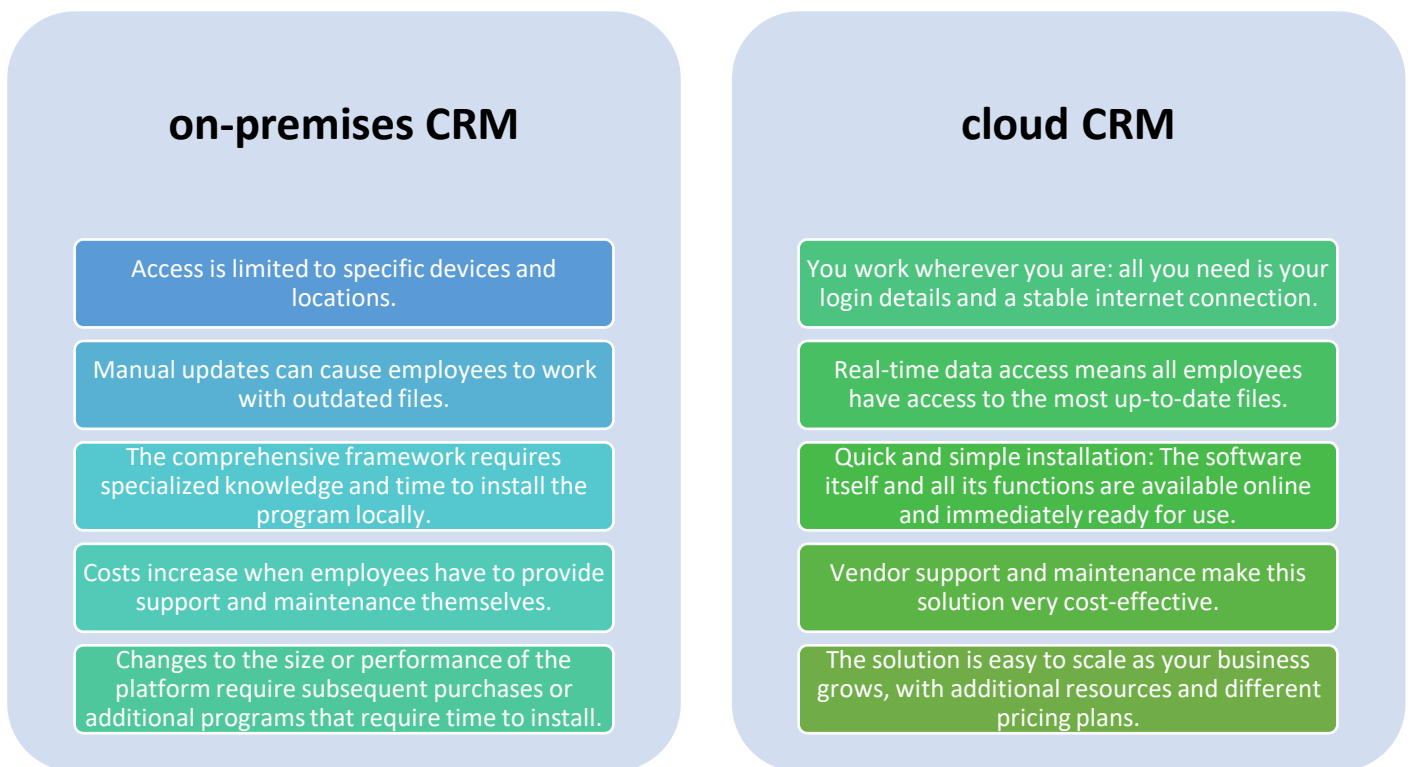 on-premises CRM
Access is limited to specific devices and
locations.
Manual updates can cause employees to work
with outdated files.
The comprehensive framework requires
specialized knowledge and time to install the
program locally.
Costs increase when employees have to provide
support and maintenance themselves.
Changes to the size or performance of the
platform require subsequent purchases or
additional programs that require time to install.
cloud CRM
You work wherever you are: all you need is your
login details and a stable internet connection.
Real-time data access means all employees
have access to the most up-to-date files.
Quick and simple installation: The software
itself and all its functions are available online
and immediately ready for use.
Vendor support and maintenance make this
solution very cost-effective.
The solution is easy to scale as your business
grows, with additional resources and different
pricing plans.